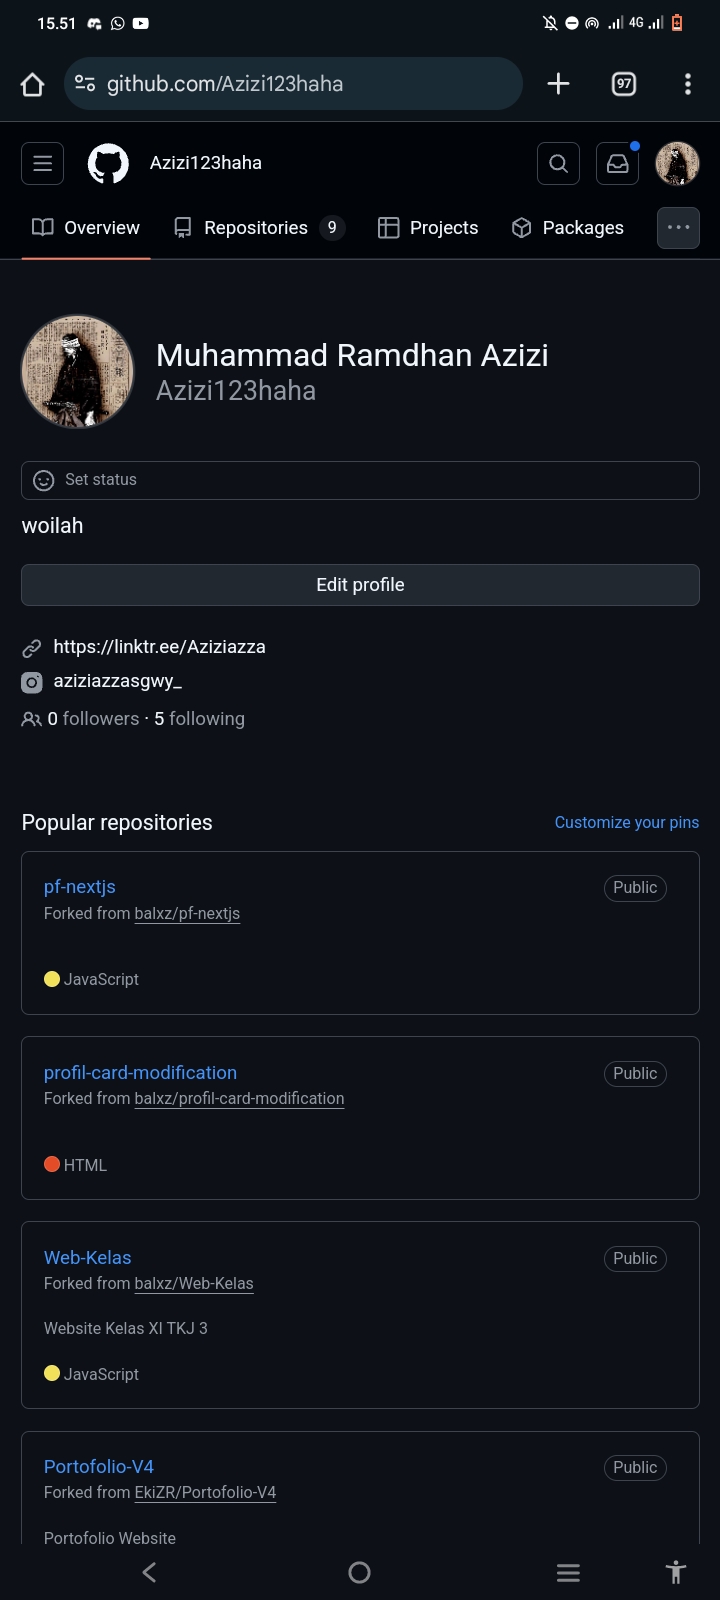 15.51
4G
github.com/Azizi123haha
97
Azizi123haha
Overview
Repositories 9
Projects
Packages
Muhammad Ramdhan Azizi
Azizi123haha
Set status
woilah
Edit profile
https://linktr.ee/Aziziazza
aziziazzasgwy_
0 followers · 5 following
Popular repositories
Customize your pins
pf-nextjs
Public
Forked from balxz/pf-nextjs
JavaScript
profil-card-modification
Public
Forked from balxz/profil-card-modification
HTML
Web-Kelas
Public
Forked from balxz/Web-Kelas
Website Kelas XI TKJ 3
JavaScript
Portofolio-V4
Public
Forked from EkiZR/Portofolio-V4
Portofolio Website